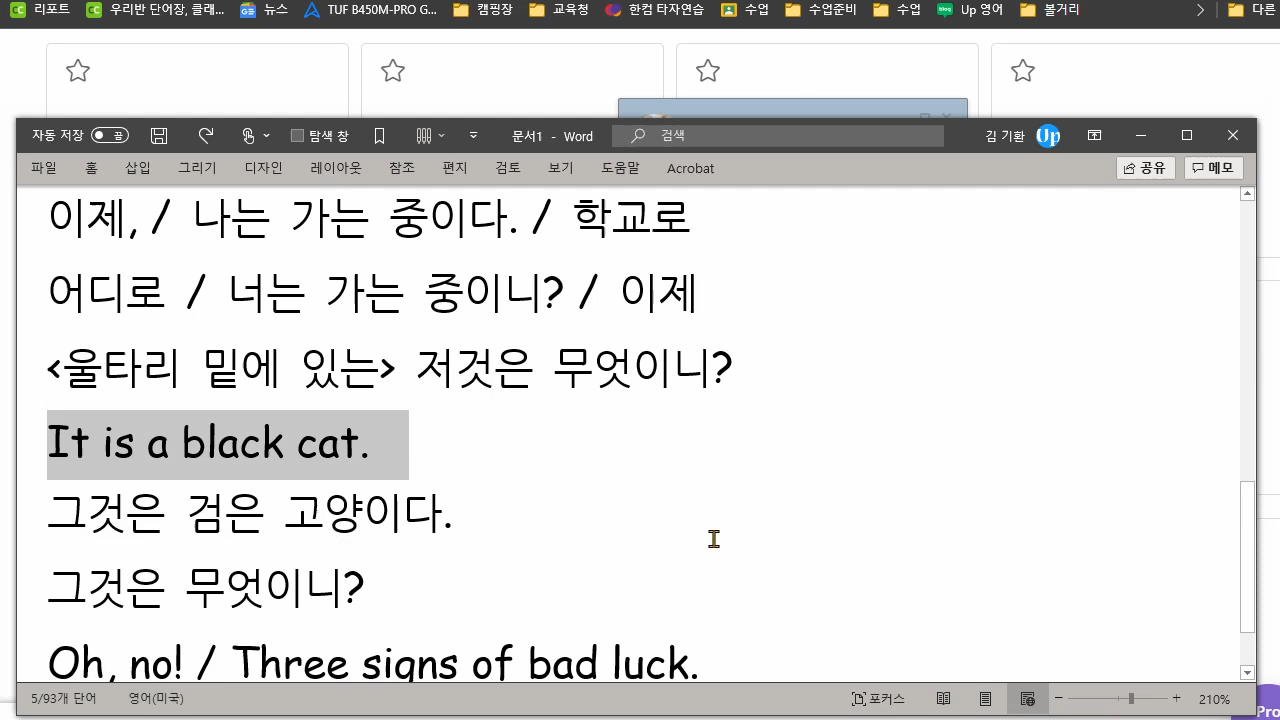 리포트 우리반 단어장, 클래... 뉴스 TUF B450M-PRO G... 캠핑장 교육청 한컴 타자연습 수업 수업준비 수업 Up 영어 볼거리 다른
자동 저장 끔 탐색 창 문서1 - Word 검색 김 기환 Up
파일 홈 삽입 그리기 디자인 레이아웃 참조 편지 검토 보기 도움말 Acrobat 공유 메모
이제, / 나는 가는 중이다. / 학교로
어디로 / 너는 가는 중이니? / 이제
<울타리 밑에 있는> 저것은 무엇이니?
It is a black cat.
그것은 검은 고양이다.
그것은 무엇이니?
Oh, no! / Three signs of bad luck.
5/93개 단어 영어(미국) 포커스 210%
Pro